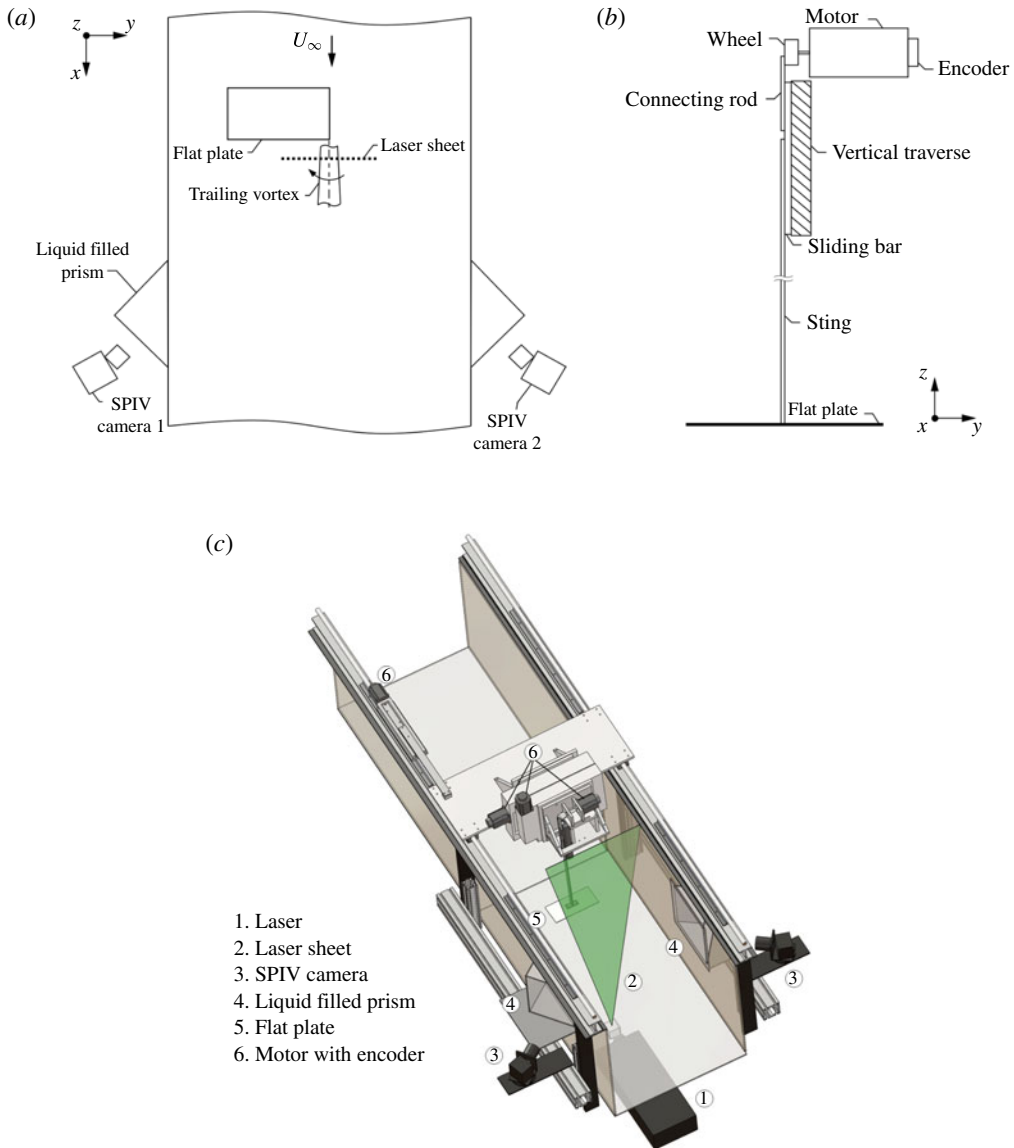 (a)
z
y
x
U∞
Flat plate
Laser sheet
Trailing vortex
Liquid filled
prism
SPIV
camera 1
SPIV
camera 2
(b)
Motor
Wheel
Encoder
Connecting rod
Vertical traverse
Sliding bar
Sting
Flat plate
z
x
y
(c)
6
6
5
4
3
2
4
3
1
1. Laser
2. Laser sheet
3. SPIV camera
4. Liquid filled prism
5. Flat plate
6. Motor with encoder